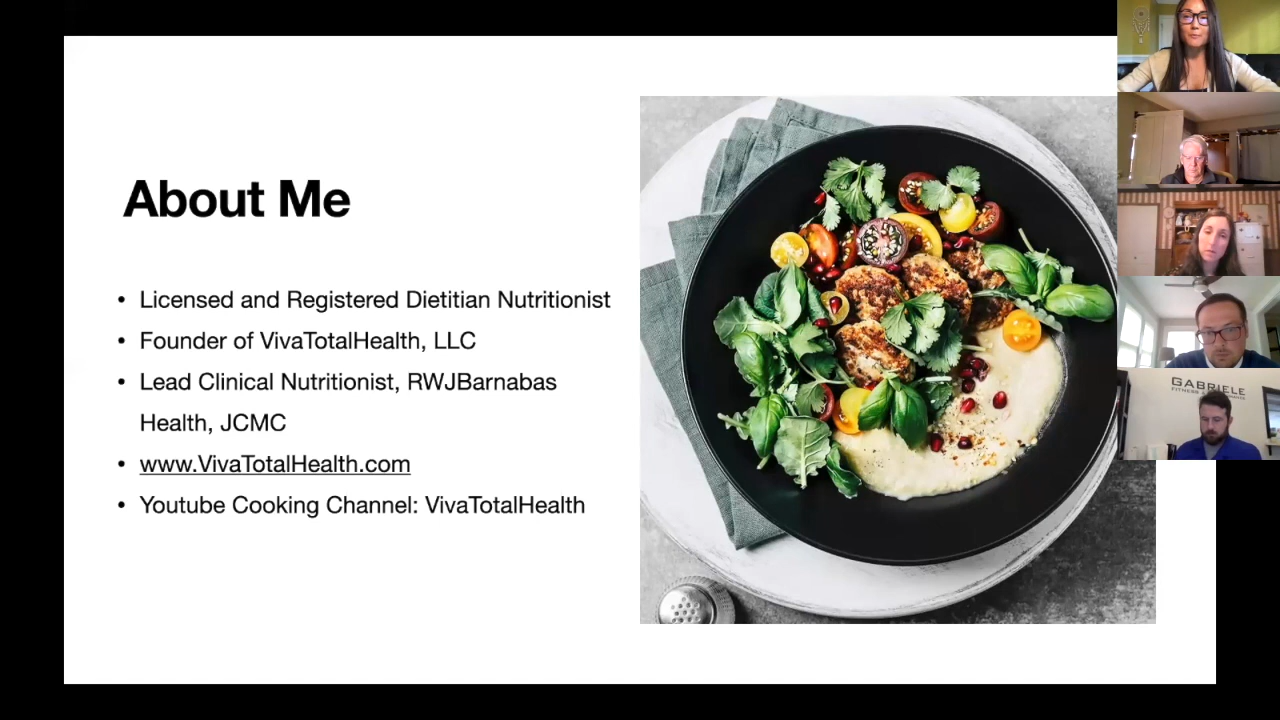 About Me
• Licensed and Registered Dietitian Nutritionist
• Founder of VivaTotalHealth, LLC
• Lead Clinical Nutritionist, RWJBarnabas
Health, JCMC
• www.VivaTotalHealth.com
• Youtube Cooking Channel: VivaTotalHealth
GABRIELE
FITNESS